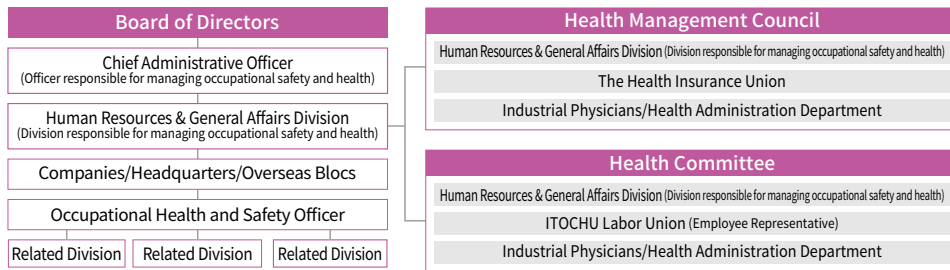 Board of Directors
Chief Administrative Officer
(Officer responsible for managing occupational safety and health)
Human Resources & General Affairs Division
(Division responsible for managing occupational safety and health)
Companies/Headquarters/Overseas Blocs
Occupational Health and Safety Officer
Related Division
Related Division
Related Division
Health Management Council
Human Resources & General Affairs Division (Division responsible for managing occupational safety and health)
The Health Insurance Union
Industrial Physicians/Health Administration Department
Health Committee
Human Resources & General Affairs Division (Division responsible for managing occupational safety and health)
ITOCHU Labor Union (Employee Representative)
Industrial Physicians/Health Administration Department